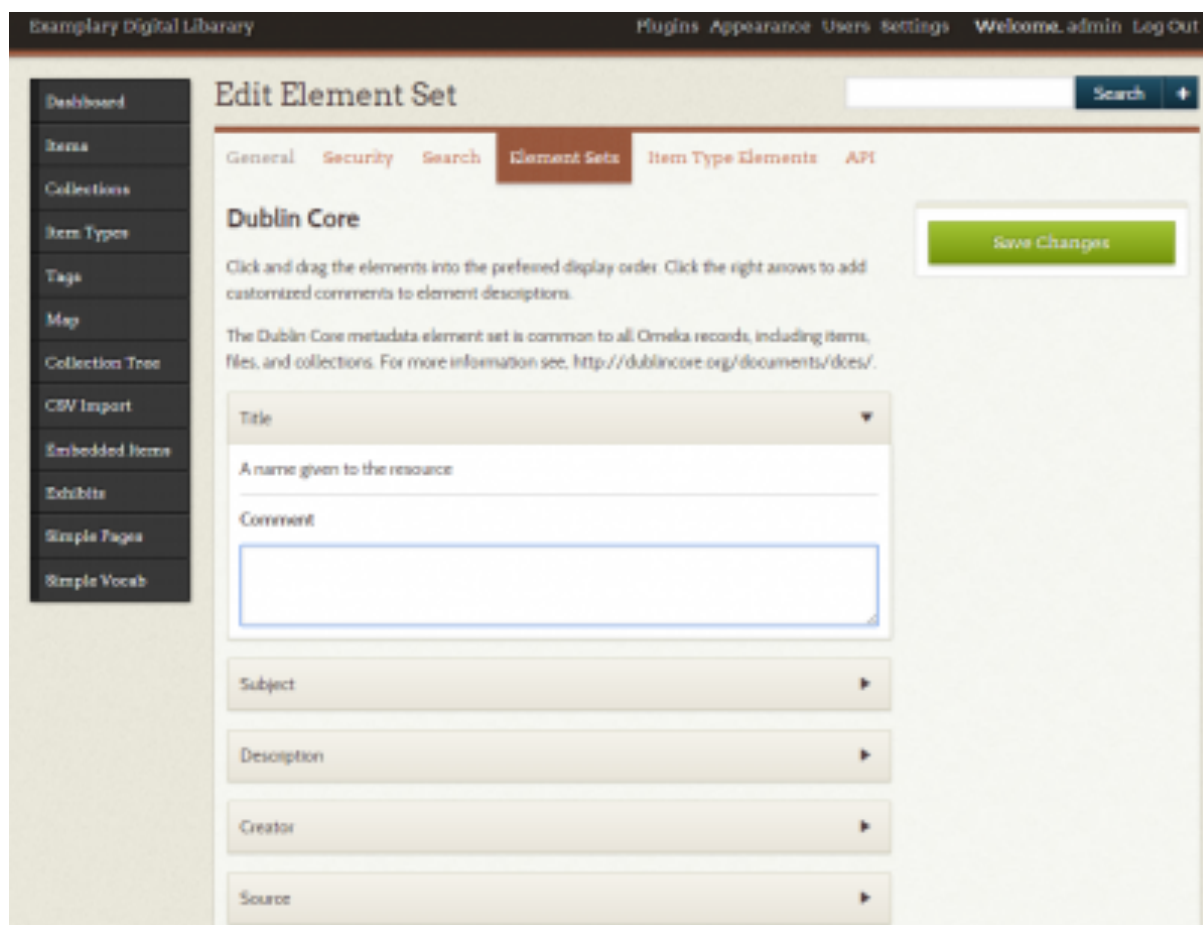 Examplary Digital Libarary
Plugins Appearance Users Settings Welcome, admin Log Out
Edit Element Set
Search +
Dashboard
Items
Collections
Item Types
Tags
Map
Collection Tree
CSV Import
Embedded Items
Exhibits
Simple Pages
Simple Vocab
General Security Search Element Sets Item Type Elements API
Dublin Core
Click and drag the elements into the preferred display order. Click the right arrows to add
customized comments to element descriptions.
The Dublin Core metadata element set is common to all Omeka records, including items,
files, and collections. For more information see, http://dublincore.org/documents/dces/.
Title
A name given to the resource
Comment
Subject
Description
Creator
Source
Save Changes